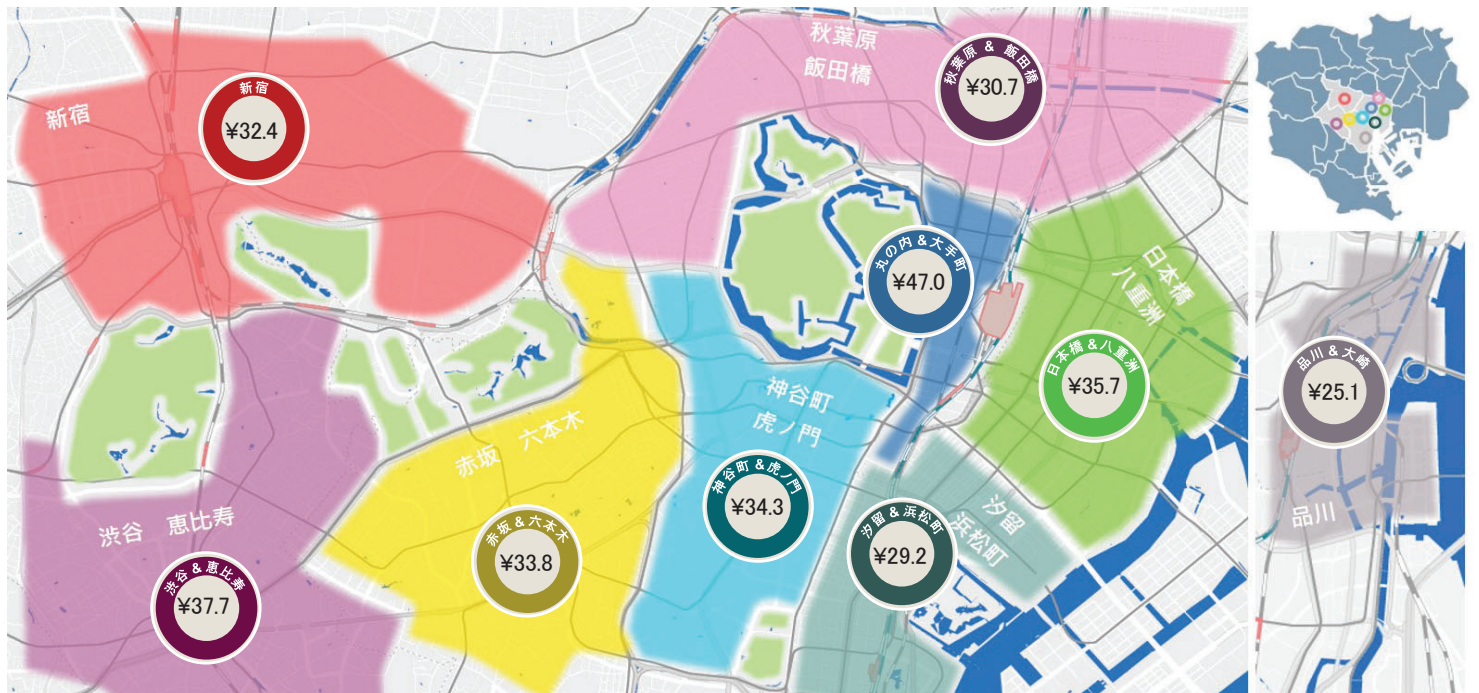 秋葉原
飯田橋
秋葉原 & 飯田橋
¥30.7
新宿
新宿
¥32.4
丸の内 & 大手町
¥47.0
日本橋
八重洲
日本橋 & 八重洲
¥35.7
品川 & 大崎
¥25.1
品川
神谷町
虎ノ門
神谷町 & 虎ノ門
¥34.3
赤坂 六本木
赤坂 & 六本木
¥33.8
汐留
浜松町
汐留 & 浜松町
¥29.2
渋谷 恵比寿
渋谷 & 恵比寿
¥37.7